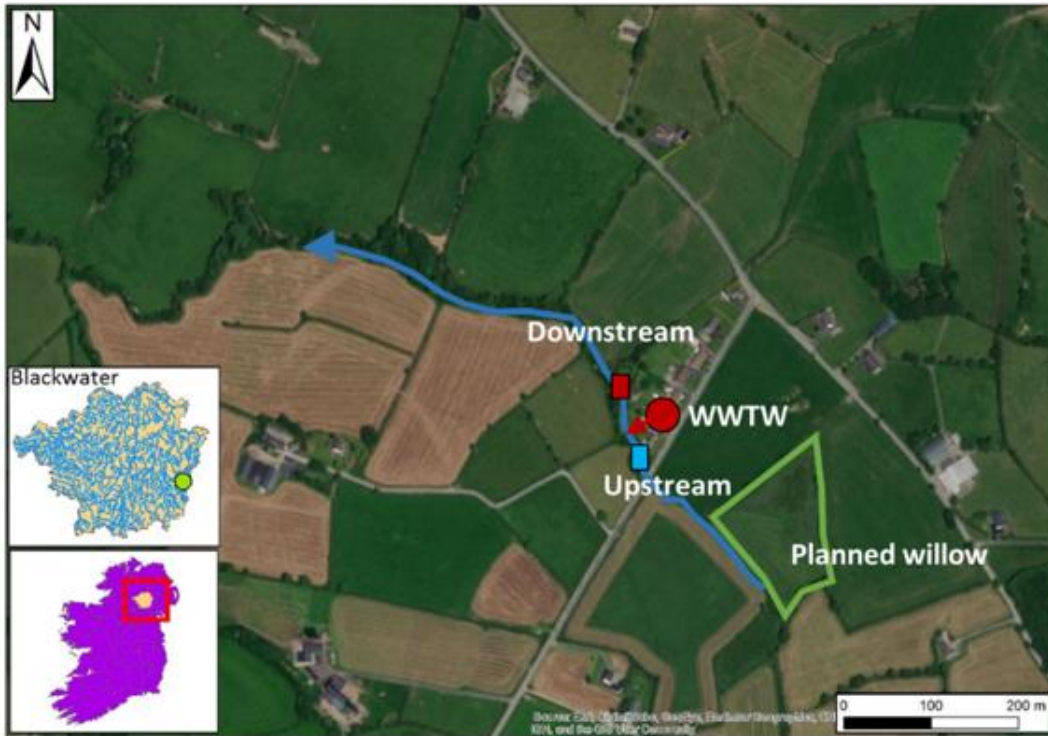 N
Downstream
WWTW
Upstream
Planned willow
Blackwater
0 100 200 m